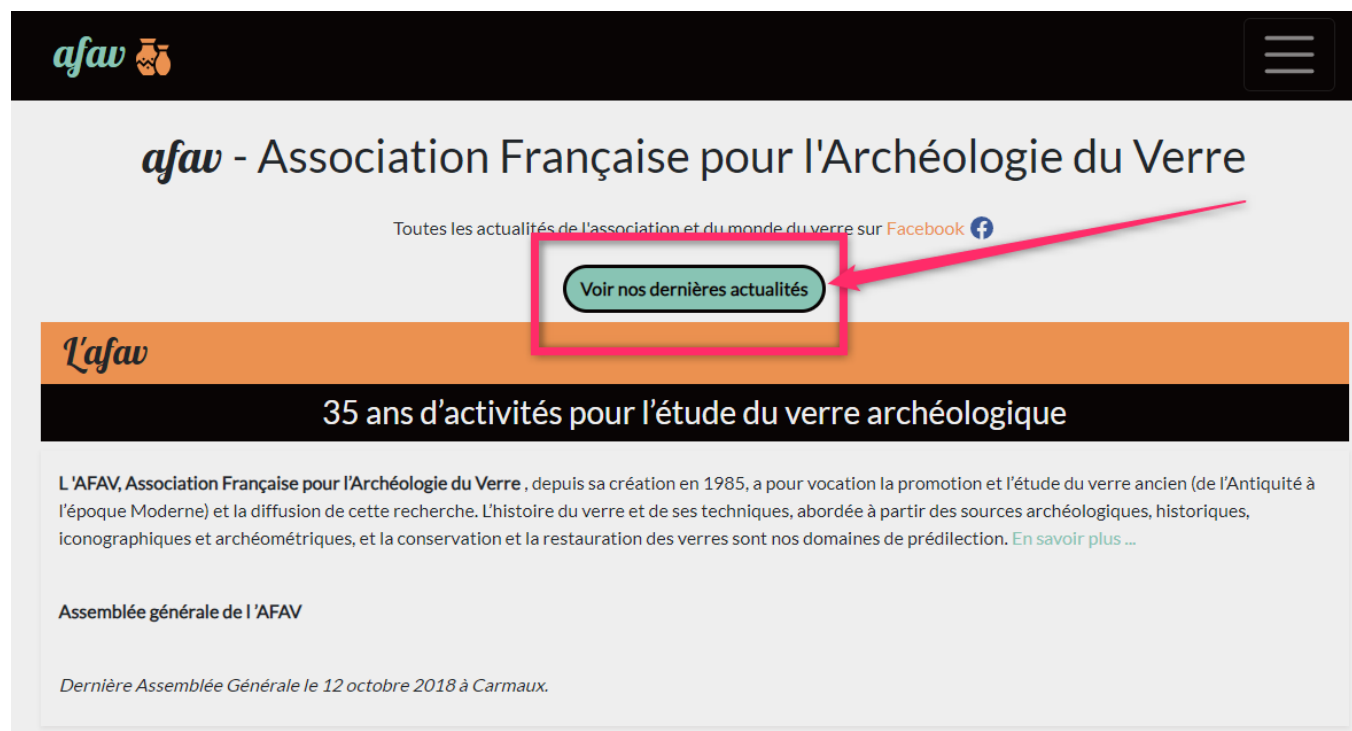 afav
afav - Association Française pour l'Archéologie du Verre
Toutes les actualités de l'association et du monde du verre sur Facebook
Voir nos dernières actualités
L'afav
35 ans d’activités pour l’étude du verre archéologique
L 'AFAV, Association Française pour l’Archéologie du Verre , depuis sa création en 1985, a pour vocation la promotion et l’étude du verre ancien (de l’Antiquité à
l’époque Moderne) et la diffusion de cette recherche. L’histoire du verre et de ses techniques, abordée à partir des sources archéologiques, historiques,
iconographiques et archéométriques, et la conservation et la restauration des verres sont nos domaines de prédilection. En savoir plus ...
Assemblée générale de l ’AFAV
Dernière Assemblée Générale le 12 octobre 2018 à Carmaux.